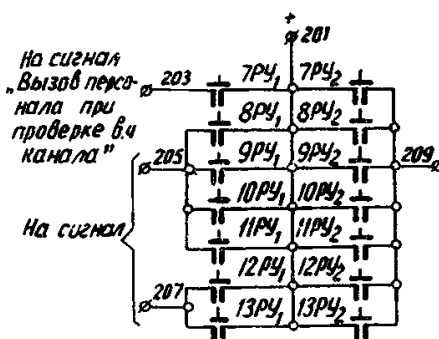 +
201
На сигнал
„Вызов персо-
нала при
проверке в.ч
канала”
203
7РУ₁ 7РУ₂
8РУ₁ 8РУ₂
205
9РУ₁ 9РУ₂
209
10РУ₁ 10РУ₂
На сигнал
11РУ₁ 11РУ₂
12РУ₁ 12РУ₂
207
13РУ₁ 13РУ₂